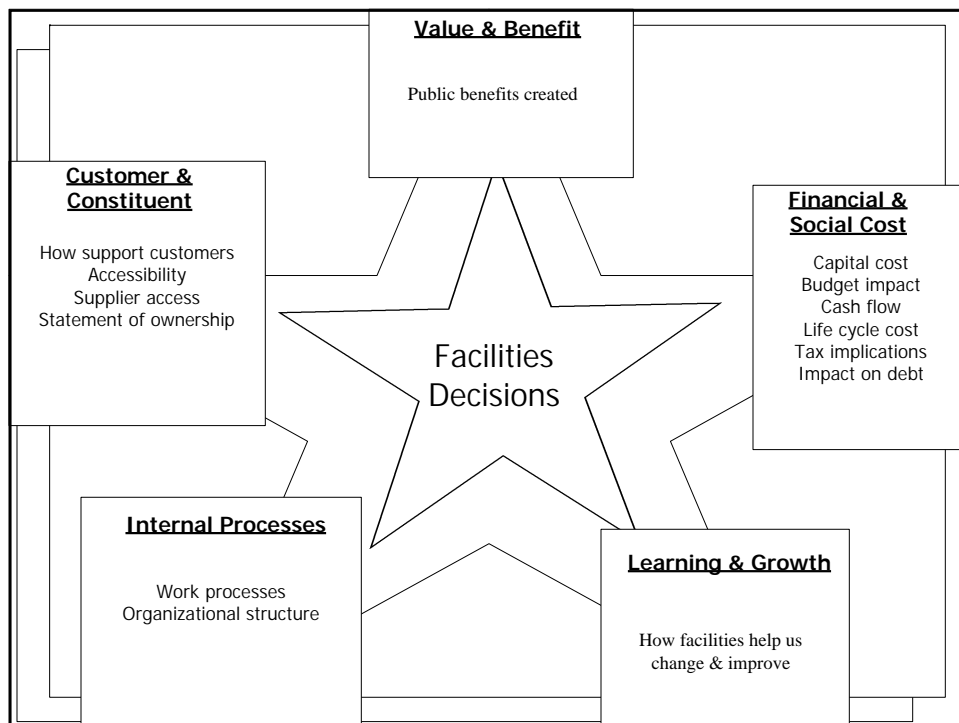 Value & Benefit
Public benefits created
Customer &
Constituent
How support customers
Accessibility
Supplier access
Statement of ownership
Financial &
Social Cost
Capital cost
Budget impact
Cash flow
Life cycle cost
Tax implications
Impact on debt
Facilities
Decisions
Internal Processes
Work processes
Organizational structure
Learning & Growth
How facilities help us
change & improve